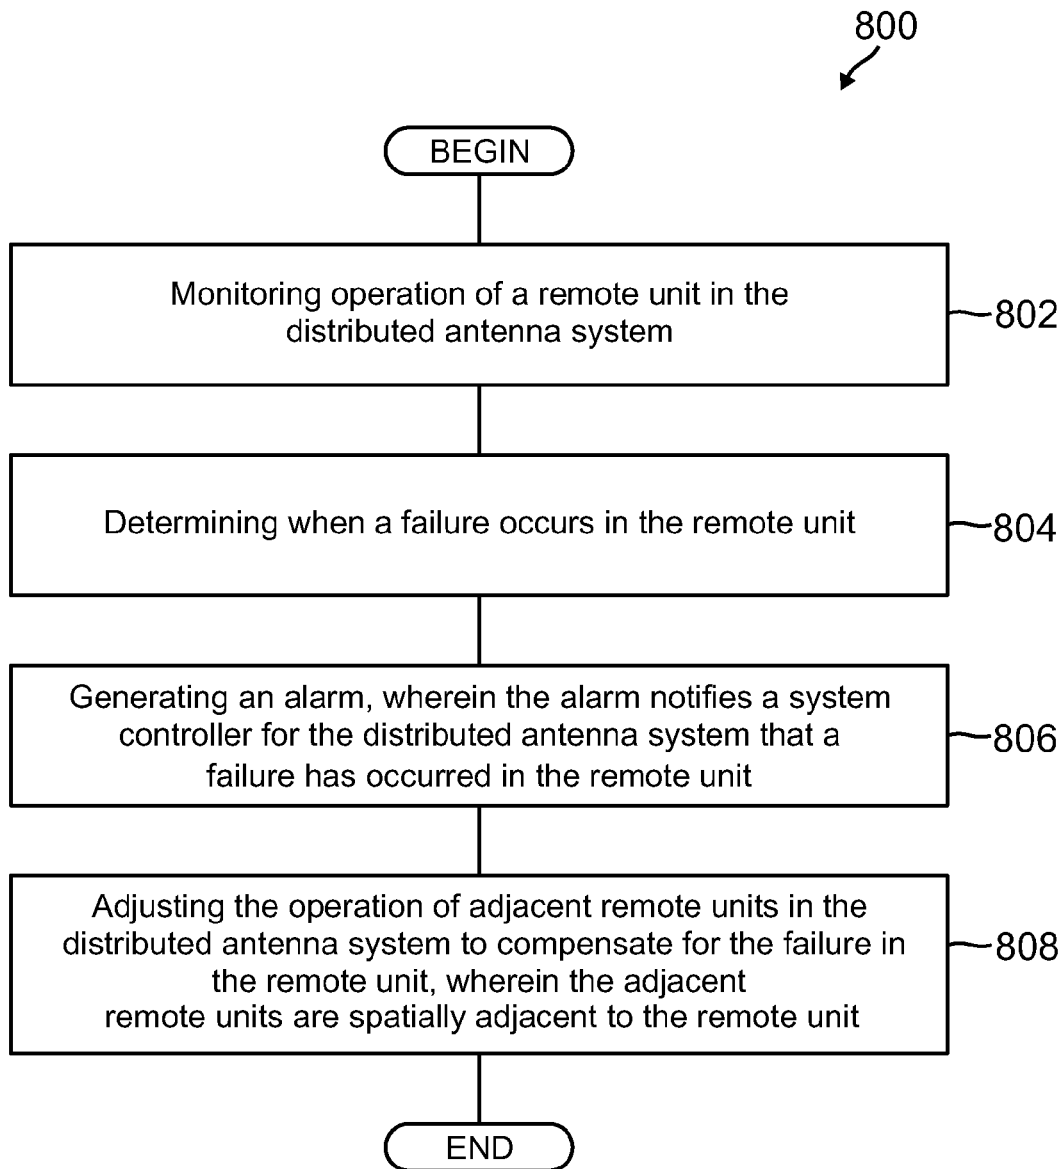 800
BEGIN
Monitoring operation of a remote unit in the
distributed antenna system
802
Determining when a failure occurs in the remote unit
804
Generating an alarm, wherein the alarm notifies a system
controller for the distributed antenna system that a
failure has occurred in the remote unit
806
Adjusting the operation of adjacent remote units in the
distributed antenna system to compensate for the failure in
the remote unit, wherein the adjacent
remote units are spatially adjacent to the remote unit
808
END